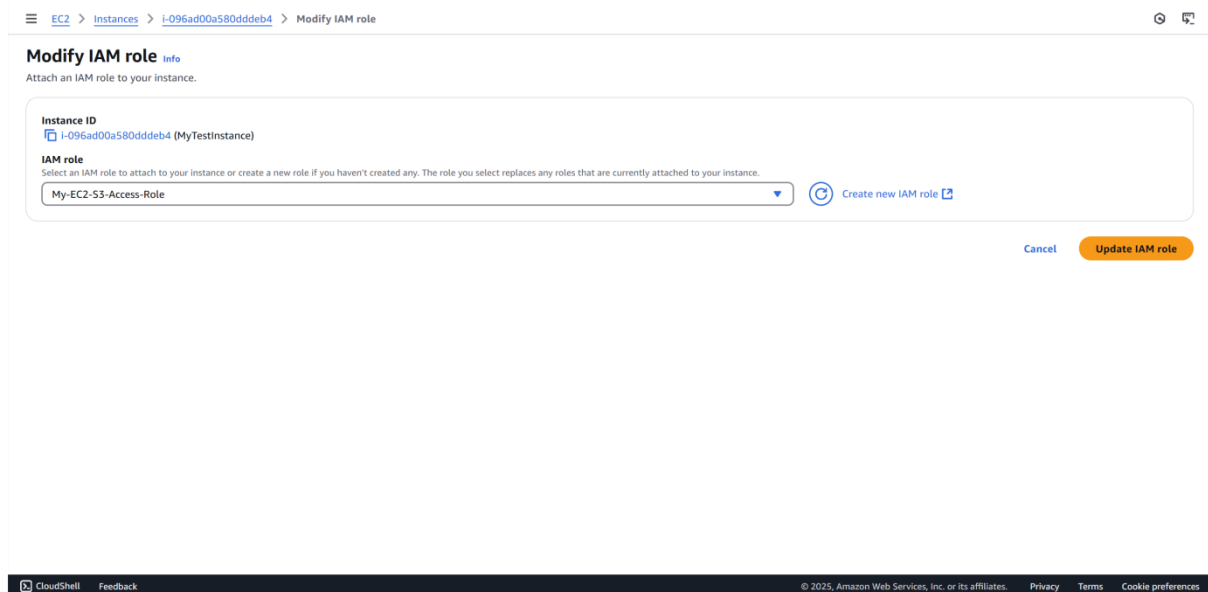 EC2 > Instances > i-096ad00a580dddeb4 > Modify IAM role
Modify IAM role Info
Attach an IAM role to your instance.
Instance ID
i-096ad00a580dddeb4 (MyTestInstance)
IAM role
Select an IAM role to attach to your instance or create a new role if you haven't created any. The role you select replaces any roles that are currently attached to your instance.
My-EC2-S3-Access-Role
Create new IAM role
Cancel Update IAM role
CloudShell Feedback © 2025, Amazon Web Services, Inc. or its affiliates. Privacy Terms Cookie preferences